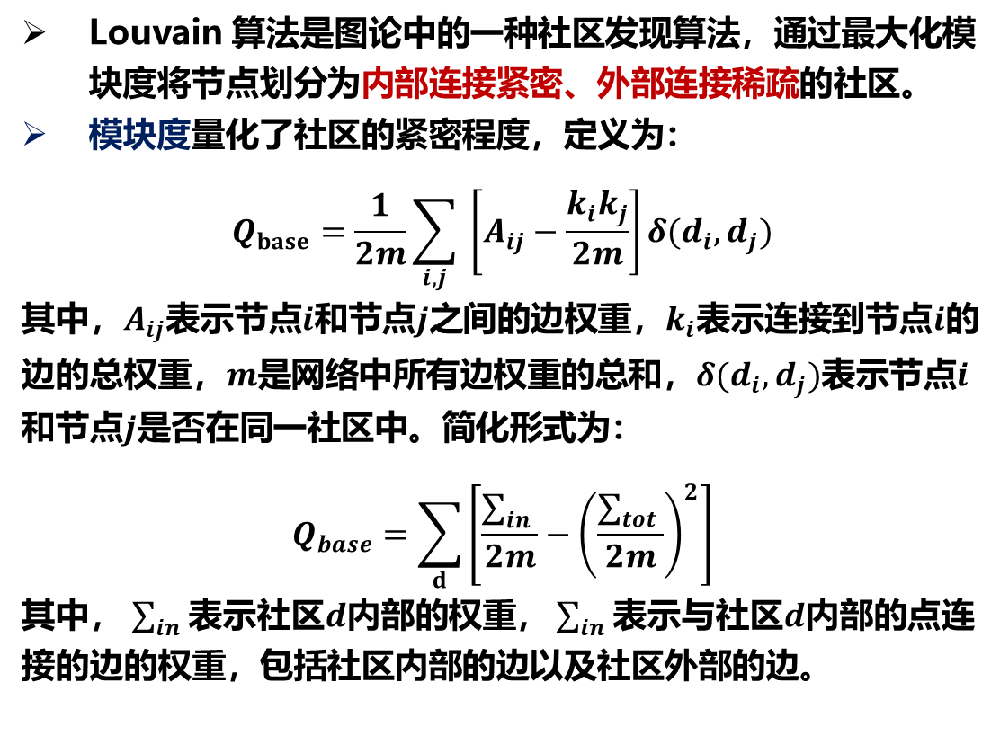 ➢ Louvain 算法是图论中的一种社区发现算法，通过最大化模
块度将节点划分为内部连接紧密、外部连接稀疏的社区。
➢ 模块度量化了社区的紧密程度，定义为：
$Q_{\mathrm{base}} = \frac{1}{2m} \sum_{i,j} \left[ A_{ij} - \frac{k_i k_j}{2m} \right] \delta(d_i, d_j)$
其中，$A_{ij}$表示节点$i$和节点$j$之间的边权重，$k_i$表示连接到节点$i$的
边的总权重，$m$是网络中所有边权重的总和，$\delta(d_i, d_j)$表示节点$i$
和节点$j$是否在同一社区中。简化形式为：
$Q_{base} = \sum_{\mathrm{d}} \left[ \frac{\sum_{in}}{2m} - \left( \frac{\sum_{tot}}{2m} \right)^2 \right]$
其中， $\sum_{in}$ 表示社区$d$内部的权重， $\sum_{in}$ 表示与社区$d$内部的点连
接的边的权重，包括社区内部的边以及社区外部的边。